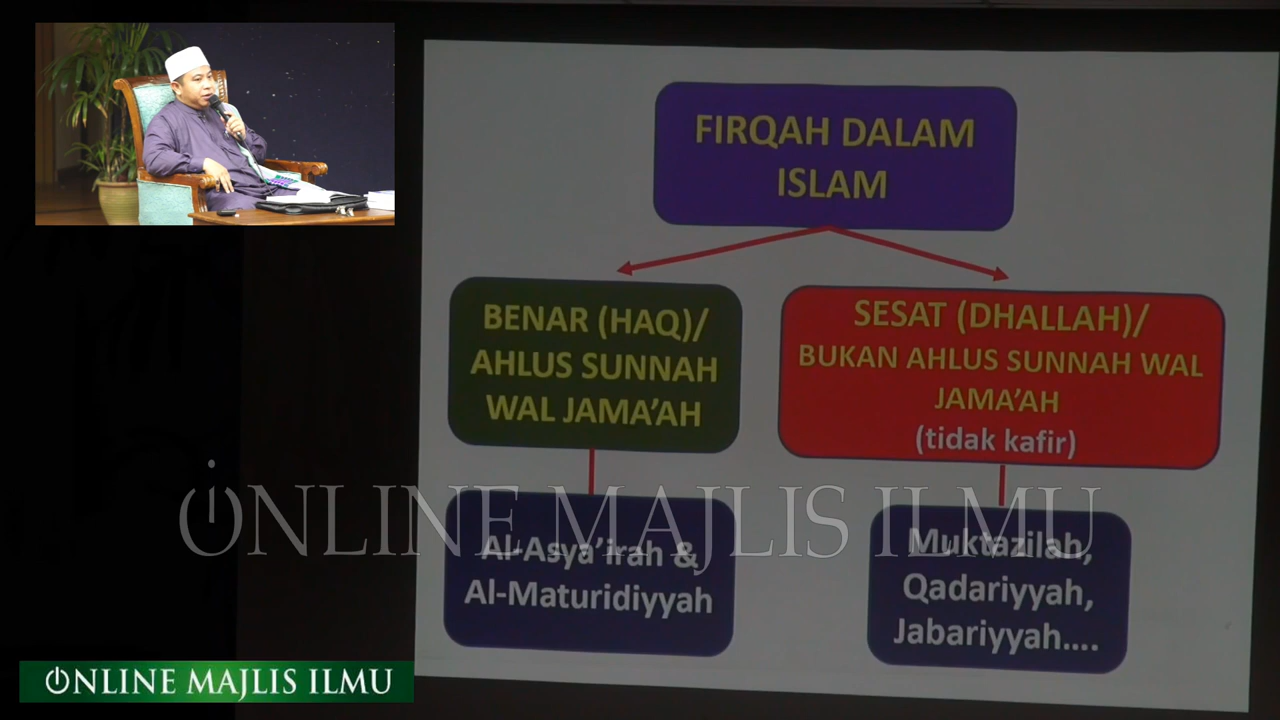 FIRQAH DALAM
ISLAM
BENAR (HAQ)/
AHLUS SUNNAH
WAL JAMA'AH
SESAT (DHALLAH)/
BUKAN AHLUS SUNNAH WAL
JAMA'AH
(tidak kafir)
Al-Asya'irah &
Al-Maturidiyyah
Muktazilah,
Qadariyyah,
Jabariyyah....
ONLINE MAJLIS ILMU
ONLINE MAJLIS ILMU